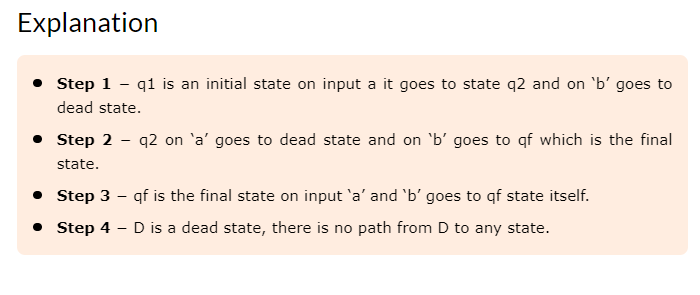 Explanation
● Step 1 – q1 is an initial state on input a it goes to state q2 and on ‘b’ goes to
dead state.
● Step 2 – q2 on ‘a’ goes to dead state and on ‘b’ goes to qf which is the final
state.
● Step 3 – qf is the final state on input ‘a’ and ‘b’ goes to qf state itself.
● Step 4 – D is a dead state, there is no path from D to any state.